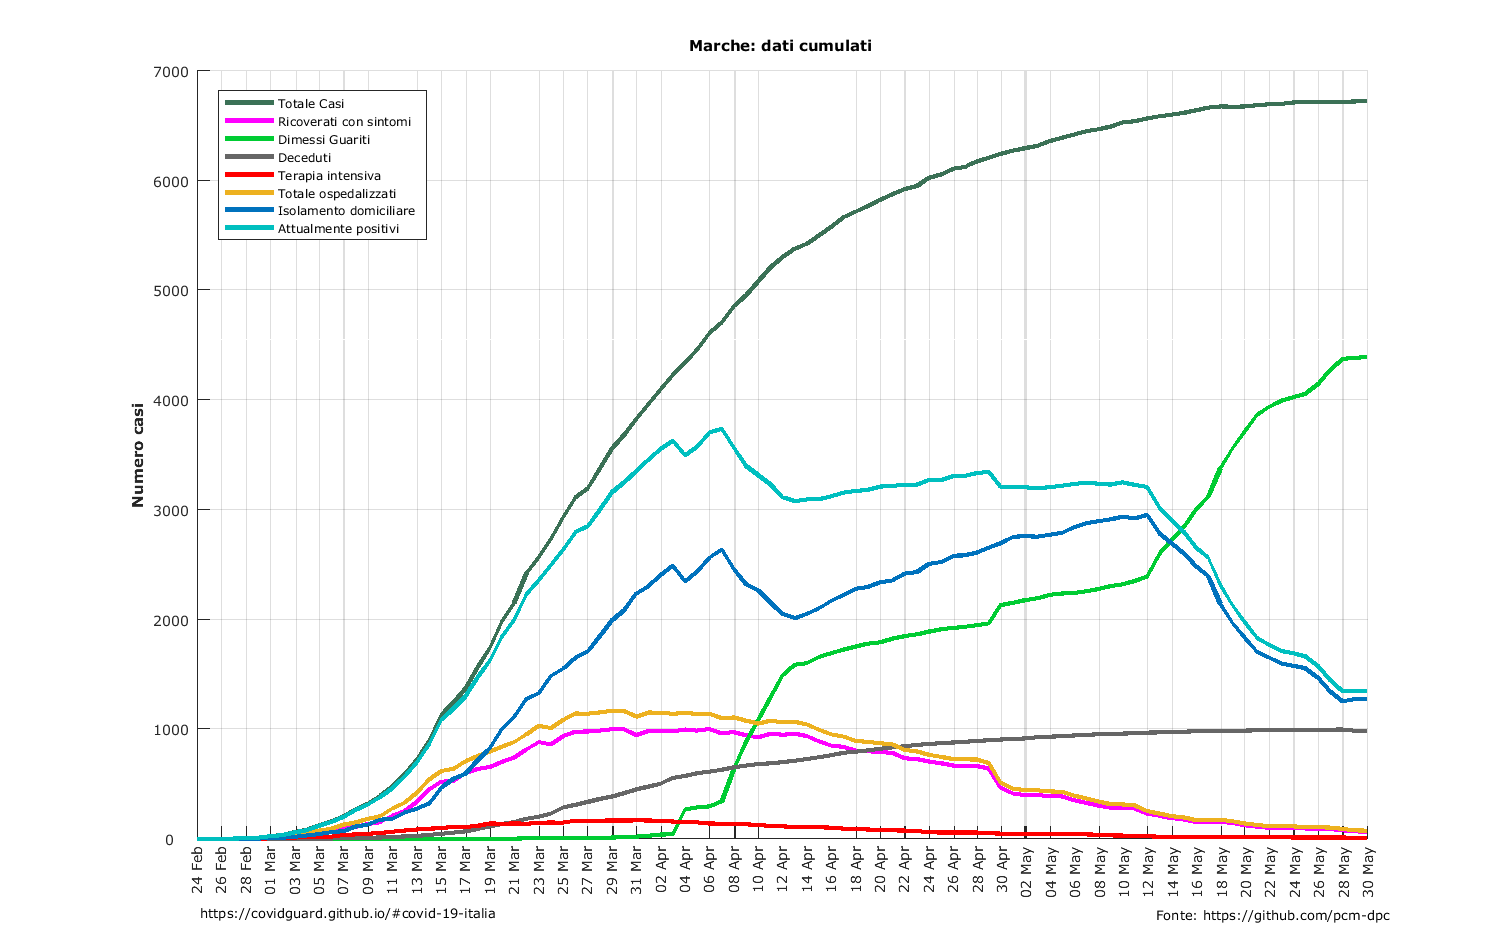 Marche: dati cumulati
7000
6000
5000
4000
3000
2000
1000
0
Numero casi
Totale Casi
Ricoverati con sintomi
Dimessi Guariti
Deceduti
Terapia intensiva
Totale ospedalizzati
Isolamento domiciliare
Attualmente positivi
24 Feb
26 Feb
28 Feb
01 Mar
03 Mar
05 Mar
07 Mar
09 Mar
11 Mar
13 Mar
15 Mar
17 Mar
19 Mar
21 Mar
23 Mar
25 Mar
27 Mar
29 Mar
31 Mar
02 Apr
04 Apr
06 Apr
08 Apr
10 Apr
12 Apr
14 Apr
16 Apr
18 Apr
20 Apr
22 Apr
24 Apr
26 Apr
28 Apr
30 Apr
02 May
04 May
06 May
08 May
10 May
12 May
14 May
16 May
18 May
20 May
22 May
24 May
26 May
28 May
30 May
https://covidguard.github.io/#covid-19-italia
Fonte: https://github.com/pcm-dpc